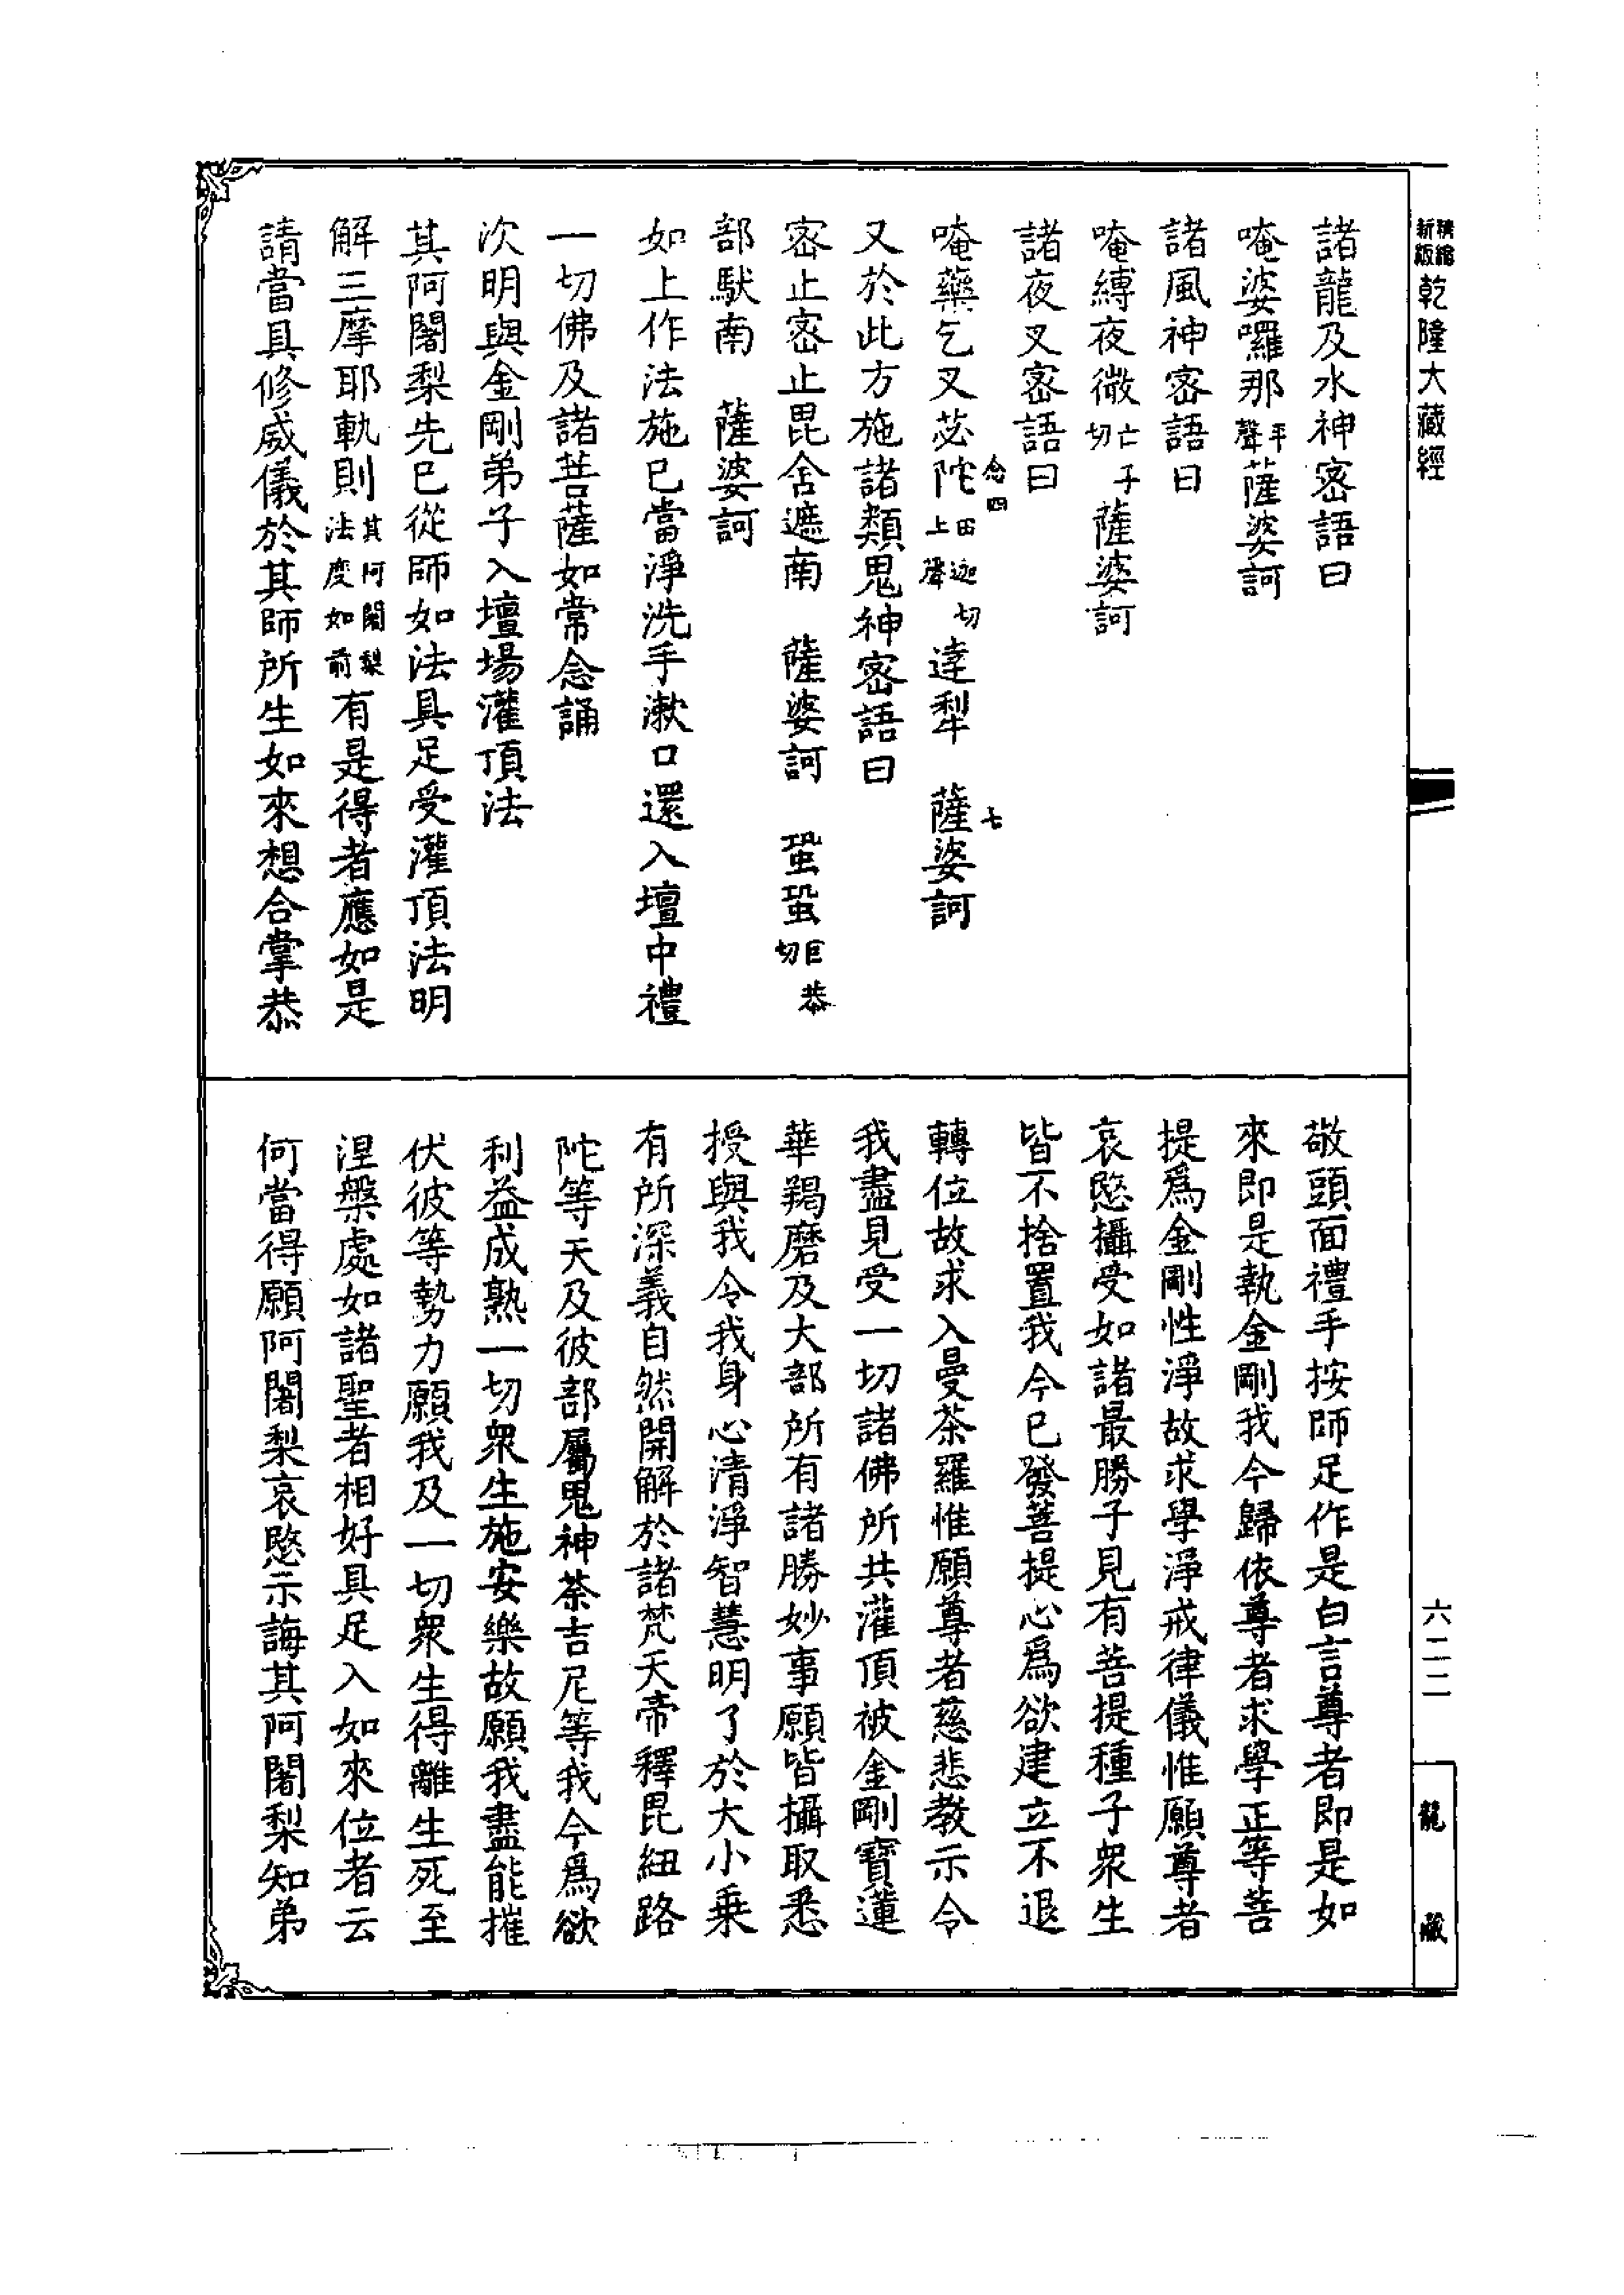 精縮新版乾隆大藏經
六二二
龍藏
諸龍及水神密語曰
唵婆囉那平聲薩婆訶
諸風神密語曰
唵縛夜微亡子切薩婆訶
諸夜叉密語曰
唵藥乞叉苾陀田迦切上聲達犁 薩婆訶
又於此方施諸類鬼神密語曰
密止密止毘舍遮南 薩婆訶 蛩蛩巨恭切
部馱南 薩婆訶
如上作法施已當淨洗手漱口還入壇中禮
一切佛及諸菩薩如常念誦
次明與金剛弟子入壇場灌頂法
其阿闍梨先已從師如法具足受灌頂法明
解三摩耶軌則其阿闍梨法度如前有是得者應如是
請當具修威儀於其師所生如來想合掌恭
敬頭面禮手按師足作是白言尊者即是如
來即是執金剛我今歸依尊者求學正等菩
提爲金剛性淨故求學淨戒律儀惟願尊者
哀愍攝受如諸最勝子見有菩提種子衆生
皆不捨置我今已發菩提心爲欲建立不退
轉位故求入曼荼羅惟願尊者慈悲教示令
我盡見受一切諸佛所共灌頂被金剛寶蓮
華羯磨及大部所有諸勝妙事願皆攝取悉
授與我令我身心清淨智慧明了於大小乘
有所深義自然開解於諸梵天帝釋毘紐路
陀等天及彼部屬鬼神荼吉尼等我今爲欲
利益成熟一切衆生施安樂故願我盡能摧
伏彼等勢力願我及一切衆生得離生死至
涅槃處如諸聖者相好具足入如來位者云
何當得願阿闍梨哀愍示誨其阿闍梨知弟